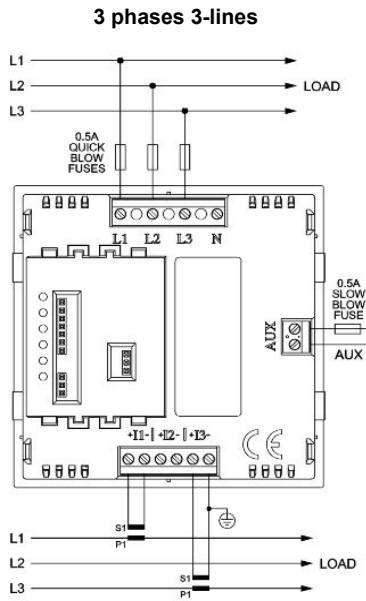 3 phases 3-lines
L1
L2
LOAD
L3
0.5A
QUICK
BLOW
FUSES
L1 L2 L3 N
0.5A
SLOW
BLOW
FUSE
AUX
AUX
+I1- +I2- +I3-
CE
S1
L1
P1
L2
LOAD
S1
L3
P1